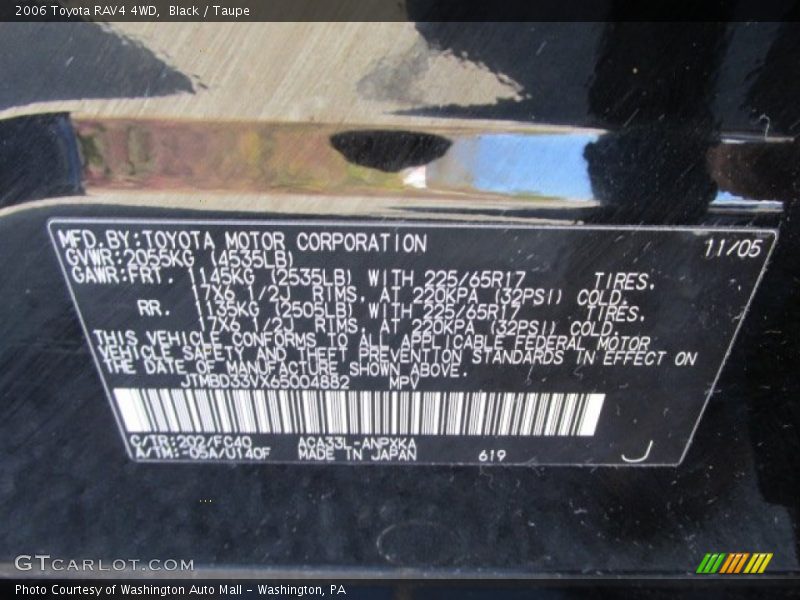 2006 Toyota RAV4 4WD, Black / Taupe
MFD. BY: TOYOTA MOTOR CORPORATION 11/05
GVWR: 2055KG (4535LB)
GAWR: FRT. 1145KG (2535LB) WITH 225/65R17 TIRES.
17X6 1/2J RIMS. AT 220KPA (32PSI) COLD.
RR. 1135KG (2505LB) WITH 225/65R17 TIRES.
17X6 1/2J RIMS. AT 220KPA (32PSI) COLD.
THIS VEHICLE CONFORMS TO ALL APPLICABLE FEDERAL MOTOR
VEHICLE SAFETY AND THEFT PREVENTION STANDARDS IN EFFECT ON
THE DATE OF MANUFACTURE SHOWN ABOVE.
JTMBD33VX65004882 MPV
C/TR: 202/FC40 ACA33L-ANPXKA
A/TM: -05A/U140F MADE IN JAPAN 619 J
GTCarLot.com
Photo Courtesy of Washington Auto Mall - Washington, PA